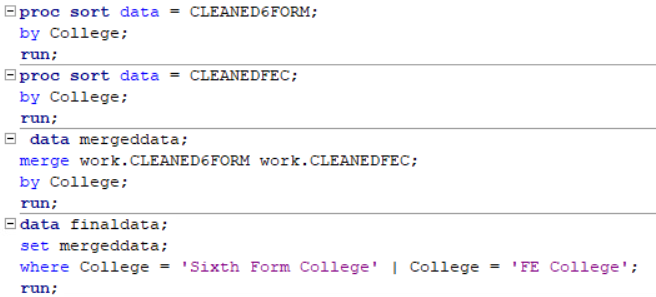 proc sort data = CLEANED6FORM;
by College;
run;
proc sort data = CLEANEDFEC;
by College;
run;
data mergeddata;
merge work.CLEANED6FORM work.CLEANEDFEC;
by College;
run;
data finaldata;
set mergeddata;
where College = 'Sixth Form College' | College = 'FE College';
run;